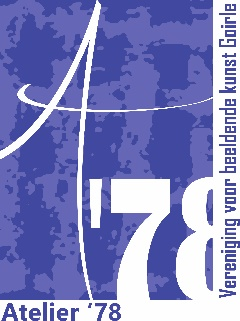 A
'78
Vereniging voor beeldende kunst Goirle
Atelier '78